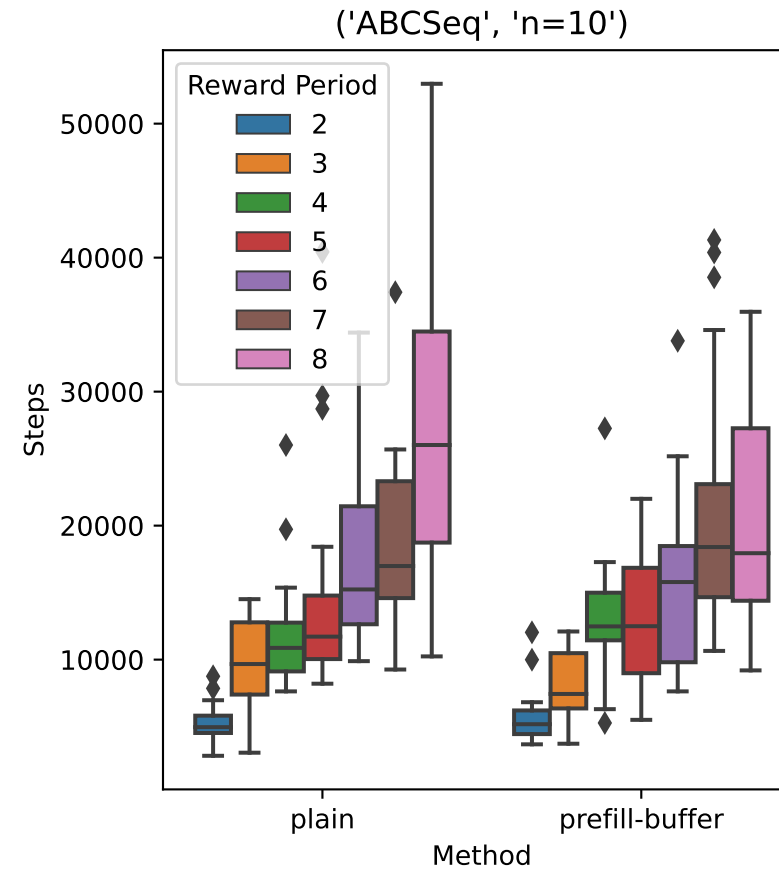 ('ABCSeq', 'n=10')
Reward Period
2
3
4
5
6
7
8
50000
40000
30000
20000
10000
Steps
plain
prefill-buffer
Method